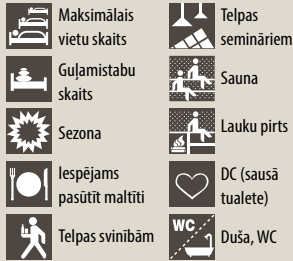 Maksimālais
vietu skaits
Guļamistabu
skaits
Sezona
Iespējams
pasūtīt maltīti
Telpas svinībām
Telpas
semināriem
Sauna
Lauku pirts
DC (sausā
tualete)
WC
Duša, WC